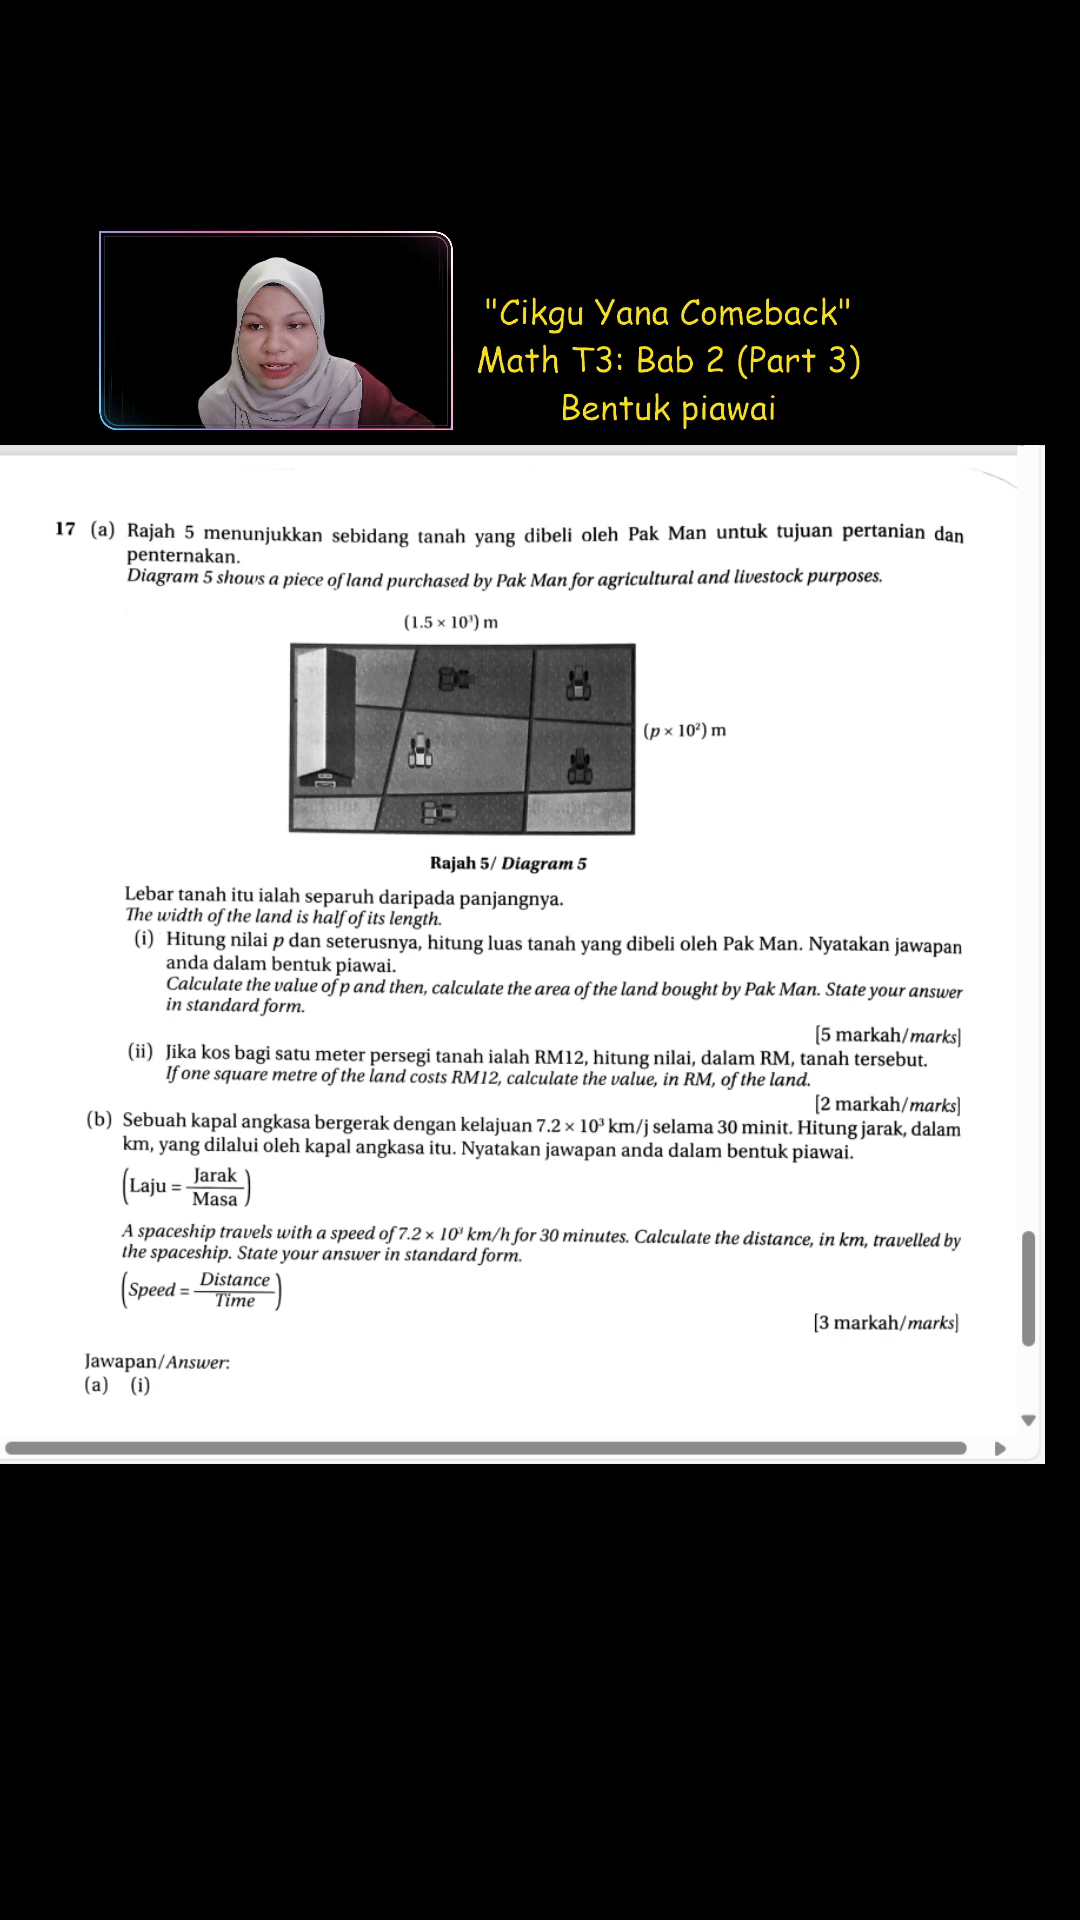 "Cikgu Yana Comeback"
Math T3: Bab 2 (Part 3)
Bentuk piawai
17 (a) Rajah 5 menunjukkan sebidang tanah yang dibeli oleh Pak Man untuk tujuan pertanian dan
penternakan.
Diagram 5 shows a piece of land purchased by Pak Man for agricultural and livestock purposes.
(1.5 × 10³) m
(p × 10²) m
Rajah 5/ Diagram 5
Lebar tanah itu ialah separuh daripada panjangnya.
The width of the land is half of its length.
(i) Hitung nilai p dan seterusnya, hitung luas tanah yang dibeli oleh Pak Man. Nyatakan jawapan
anda dalam bentuk piawai.
Calculate the value of p and then, calculate the area of the land bought by Pak Man. State your answer
in standard form.
[5 markah/marks]
(ii) Jika kos bagi satu meter persegi tanah ialah RM12, hitung nilai, dalam RM, tanah tersebut.
If one square metre of the land costs RM12, calculate the value, in RM, of the land.
[2 markah/marks]
(b) Sebuah kapal angkasa bergerak dengan kelajuan 7.2 × 10³ km/j selama 30 minit. Hitung jarak, dalam
km, yang dilalui oleh kapal angkasa itu. Nyatakan jawapan anda dalam bentuk piawai.
(Laju = Jarak/Masa)
A spaceship travels with a speed of 7.2 × 10³ km/h for 30 minutes. Calculate the distance, in km, travelled by
the spaceship. State your answer in standard form.
(Speed = Distance/Time)
[3 markah/marks]
Jawapan/Answer:
(a) (i)